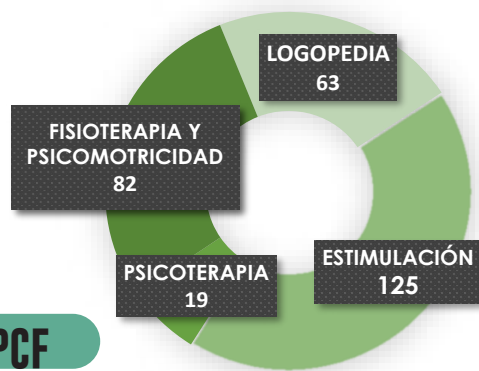 LOGOPEDIA
63
FISIOTERAPIA Y
PSICOMOTRICIDAD
82
ESTIMULACIÓN
125
PSICOTERAPIA
19
PCF